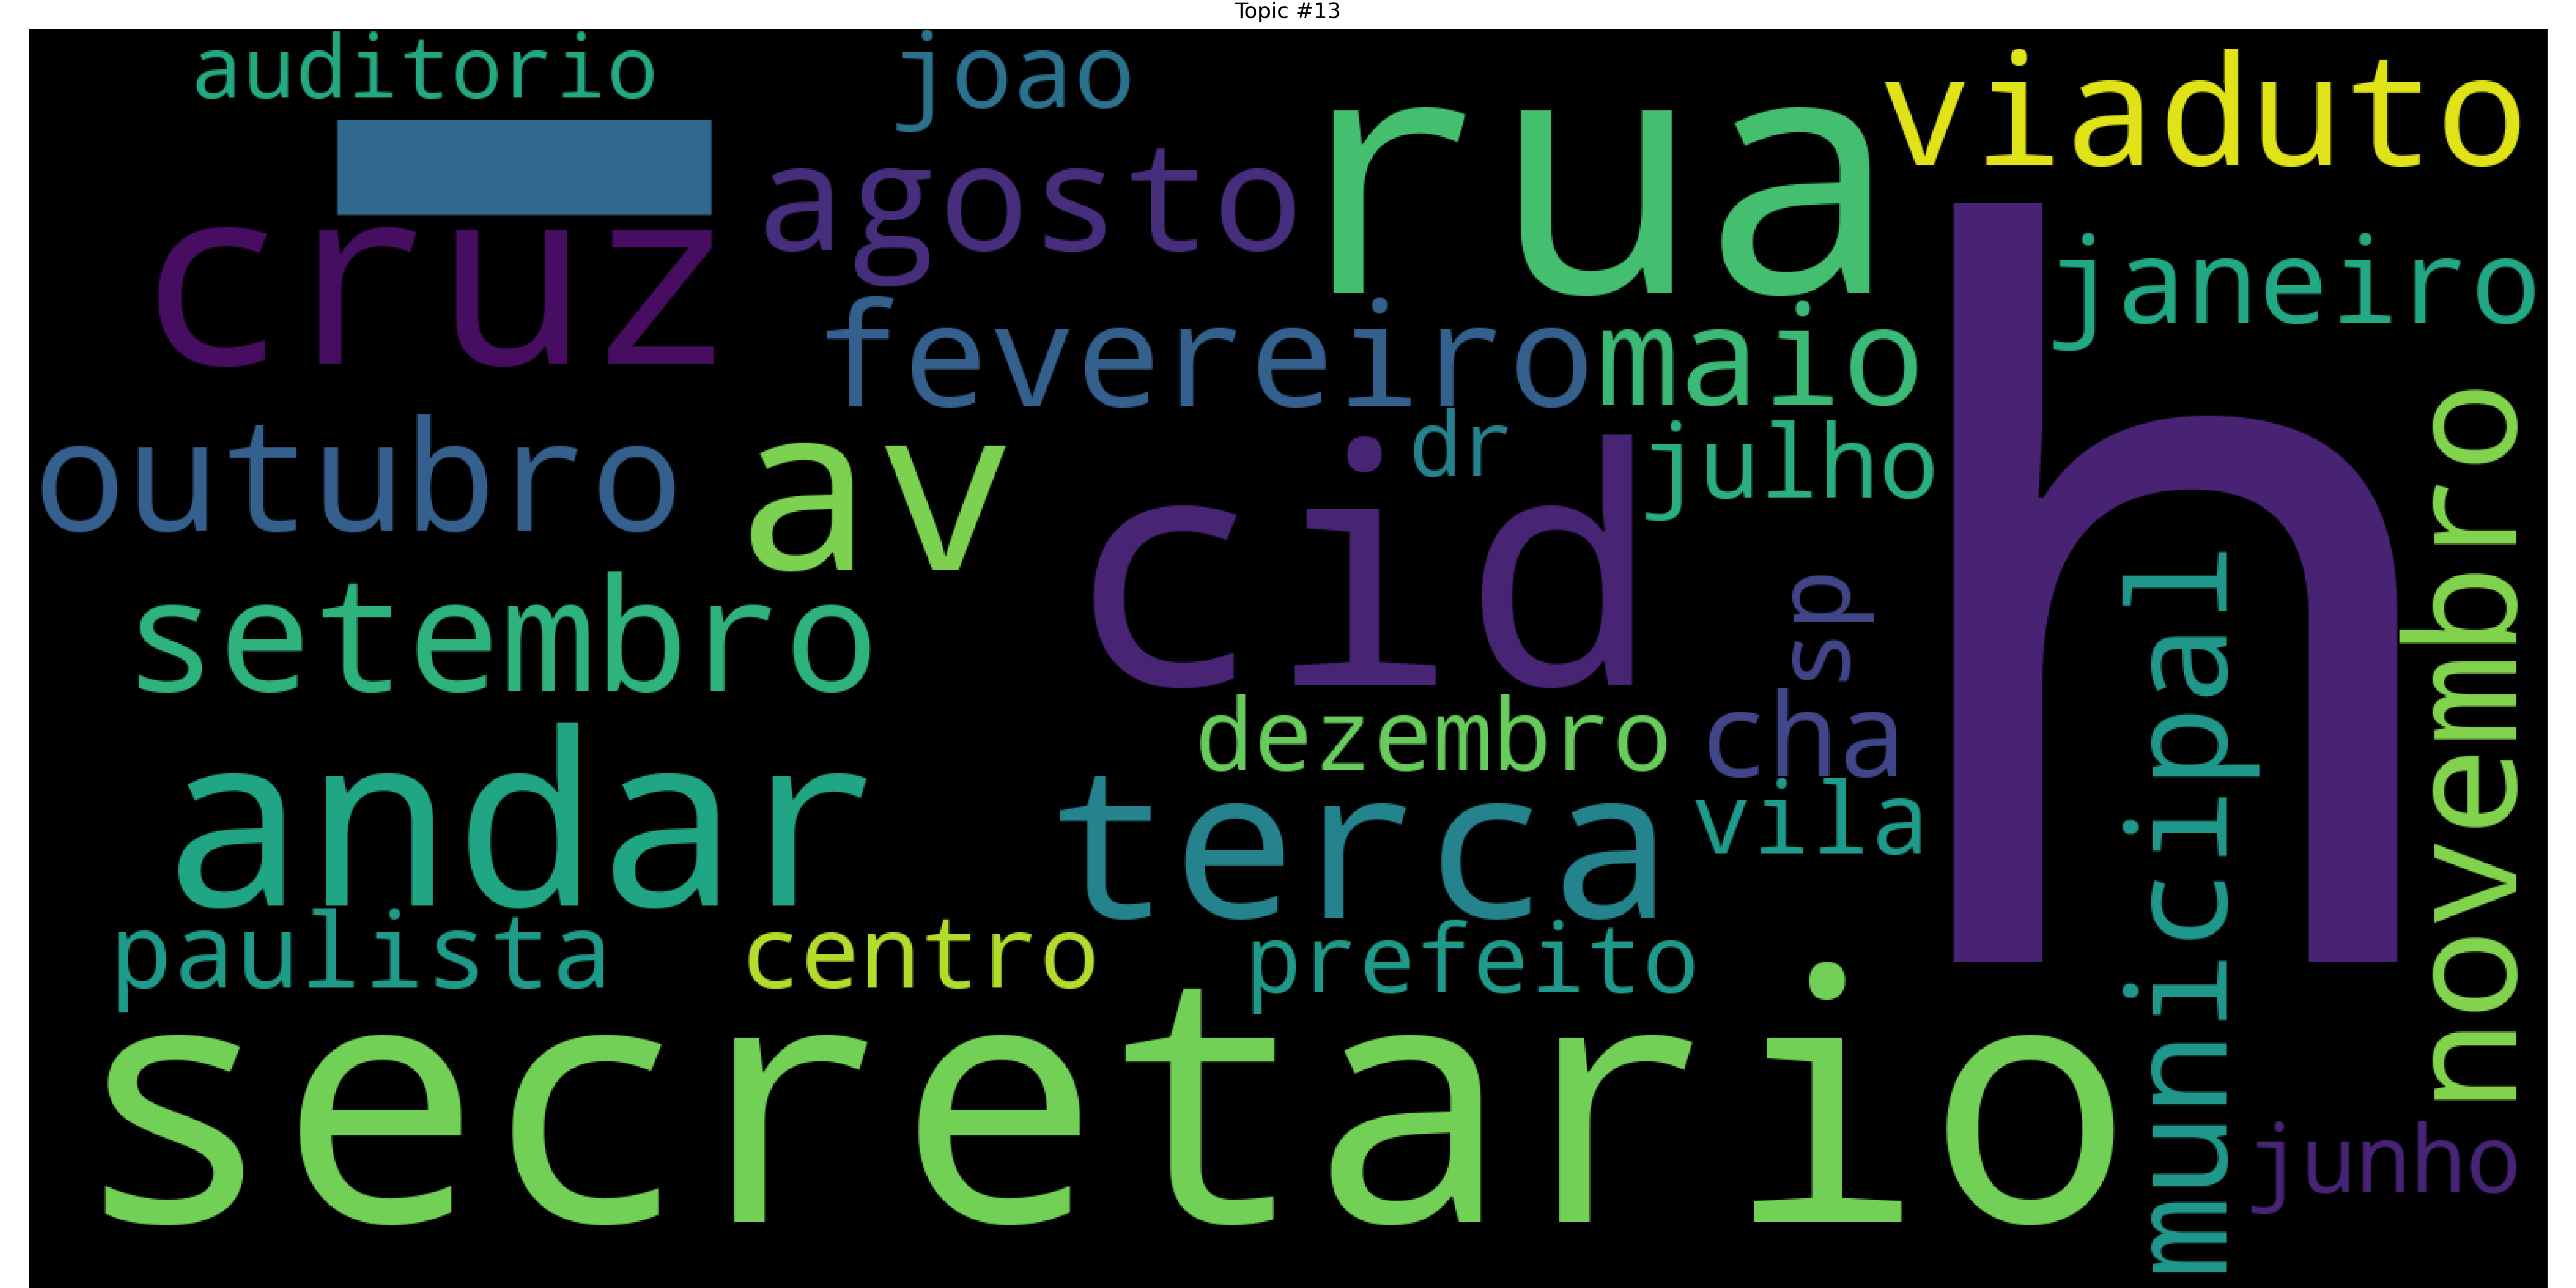 Topic #13
auditorio
joao
viaduto
rua
agosto
cruz
janeiro
fevereiro
maio
outubro
av
dr
julho
cid
h
novembro
setembro
sp
municipal
dezembro
cha
andar
terca
vila
paulista
centro
prefeito
secretario
junho